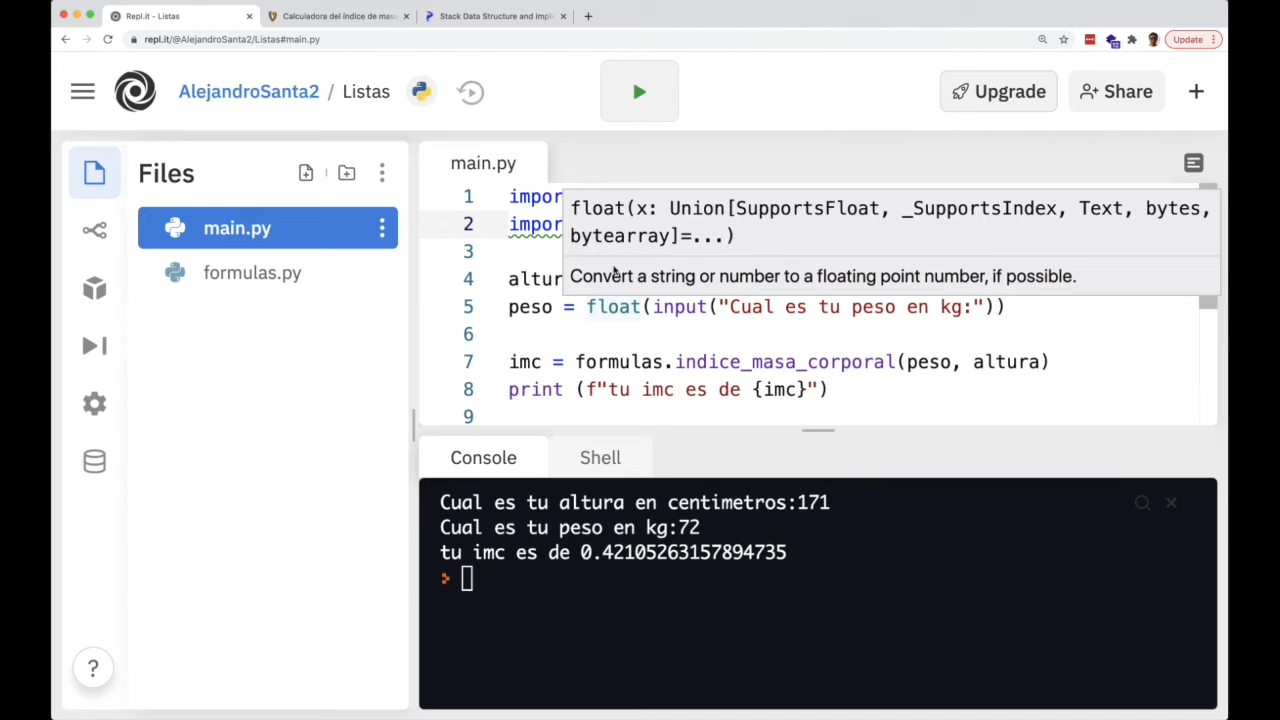 Repl.it - Listas
Calculadora del índice de masa
Stack Data Structure and Imple
repl.it/@AlejandroSanta2/Listas#main.py
12
Update
AlejandroSanta2 / Listas
Upgrade
Share
Files
main.py
formulas.py
main.py
1 impor
2 impor
float(x: Union[SupportsFloat, _SupportsIndex, Text, bytes,
bytearray]=...)
Convert a string or number to a floating point number, if possible.
3
4 altur
5 peso = float(input("Cual es tu peso en kg:"))
6
7 imc = formulas.indice_masa_corporal(peso, altura)
8 print (f"tu imc es de {imc}")
9
Console
Shell
Cual es tu altura en centimetros:171
Cual es tu peso en kg:72
tu imc es de 0.42105263157894735
?